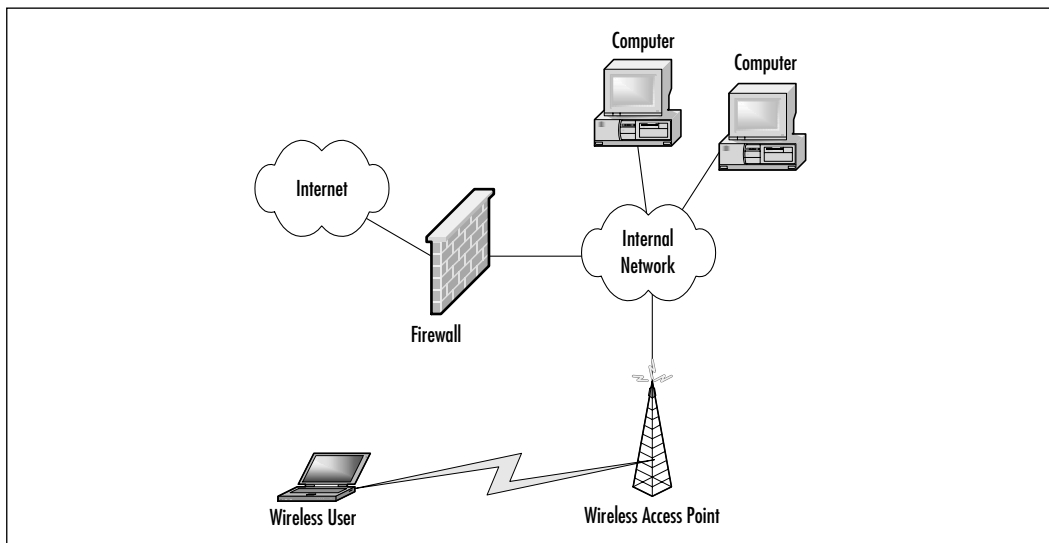 Computer
Computer
Internet
Internal
Network
Firewall
Wireless User
Wireless Access Point